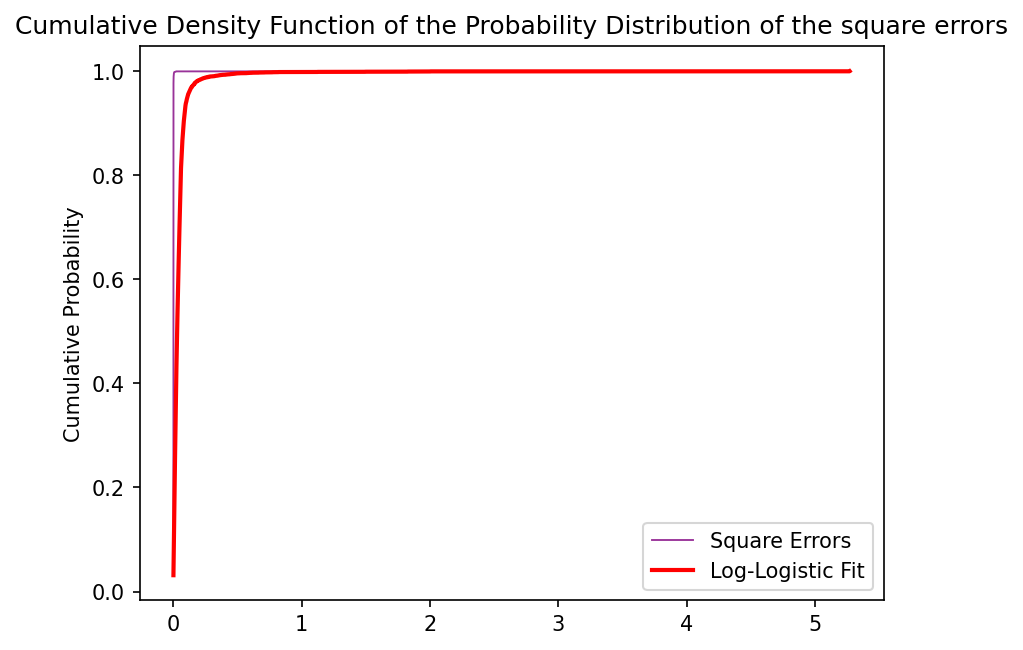 Cumulative Density Function of the Probability Distribution of the square errors
1.0
0.8
0.6
0.4
0.2
0.0
Cumulative Probability
Square Errors
Log-Logistic Fit
0 1 2 3 4 5